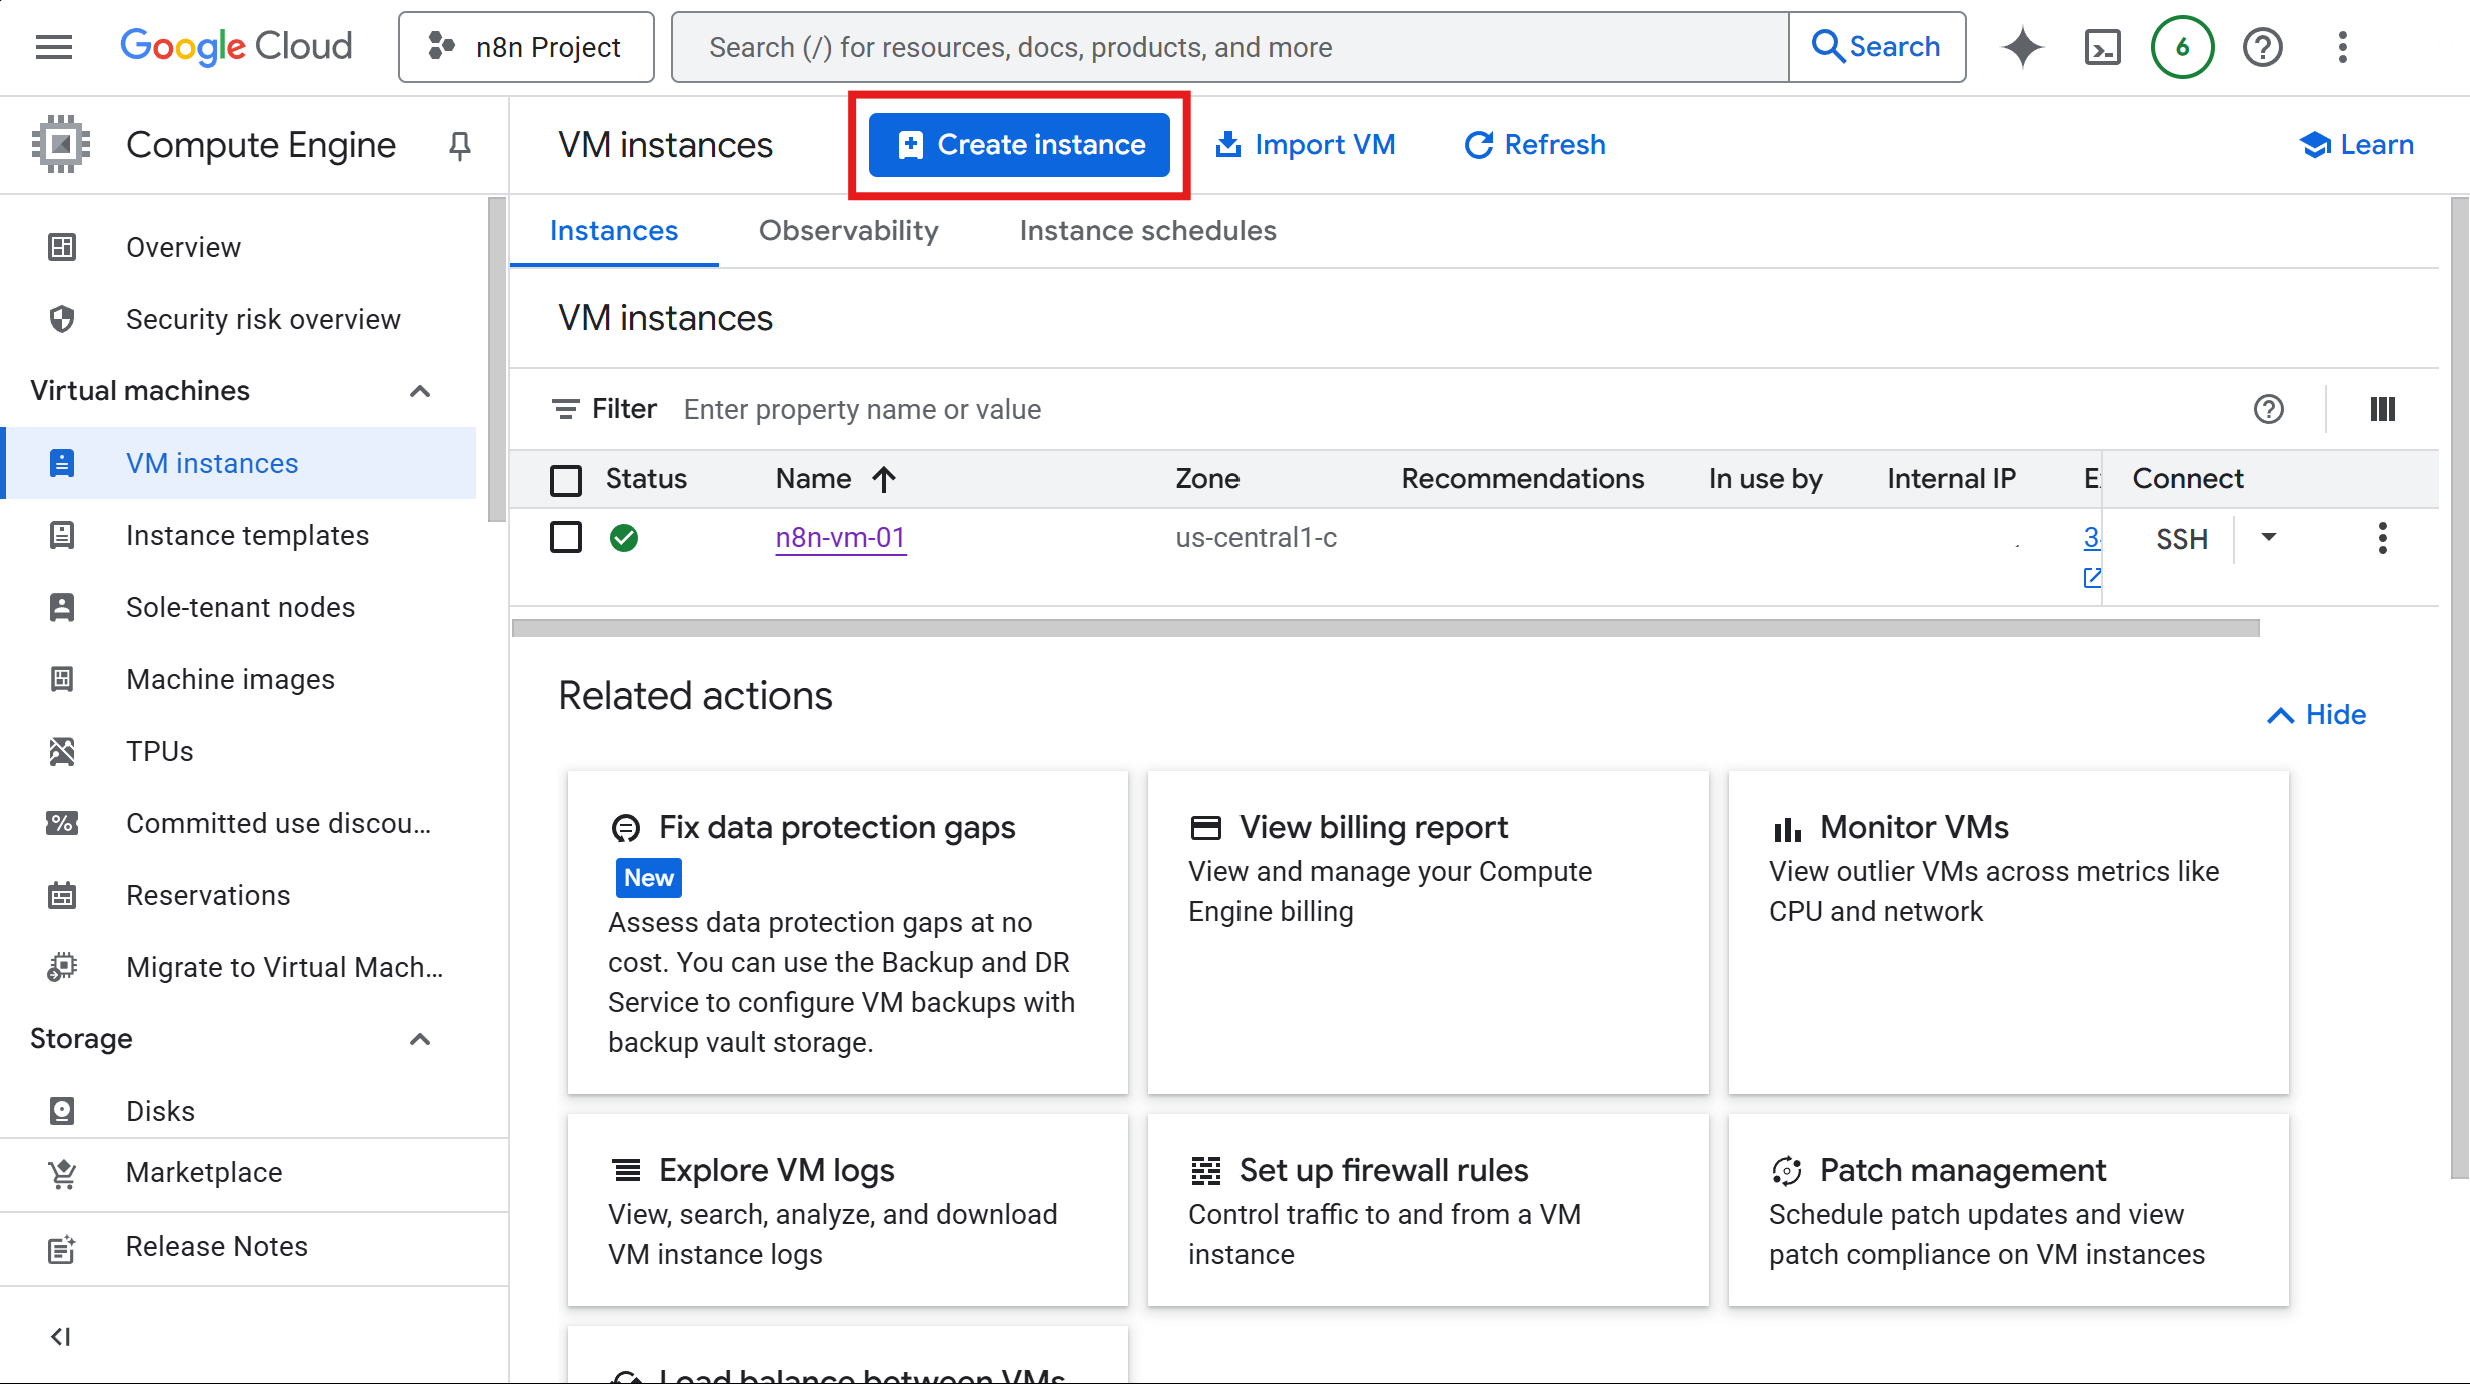 Google Cloud
n8n Project
Search (/) for resources, docs, products, and more
Search
6
Compute Engine
VM instances
Create instance
Import VM
Refresh
Learn
Overview
Security risk overview
Virtual machines
VM instances
Instance templates
Sole-tenant nodes
Machine images
TPUs
Committed use discou...
Reservations
Migrate to Virtual Mach...
Storage
Disks
Marketplace
Release Notes
Instances
Observability
Instance schedules
VM instances
Filter
Enter property name or value
Status
Name
Zone
Recommendations
In use by
Internal IP
Connect
n8n-vm-01
us-central1-c
SSH
Related actions
Hide
Fix data protection gaps
New
Assess data protection gaps at no
cost. You can use the Backup and DR
Service to configure VM backups with
backup vault storage.
View billing report
View and manage your Compute
Engine billing
Monitor VMs
View outlier VMs across metrics like
CPU and network
Explore VM logs
View, search, analyze, and download
VM instance logs
Set up firewall rules
Control traffic to and from a VM
instance
Patch management
Schedule patch updates and view
patch compliance on VM instances
Load balance between VMs